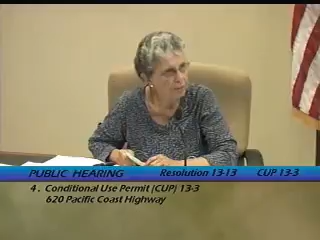 PUBLIC HEARING Resolution 13-13 CUP 13-3
4. Conditional Use Permit (CUP) 13-3
620 Pacific Coast Highway